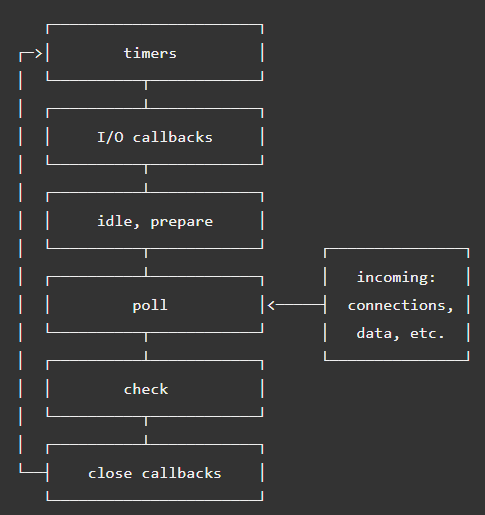 timers
I/O callbacks
idle, prepare
poll
incoming:
connections,
data, etc.
check
close callbacks